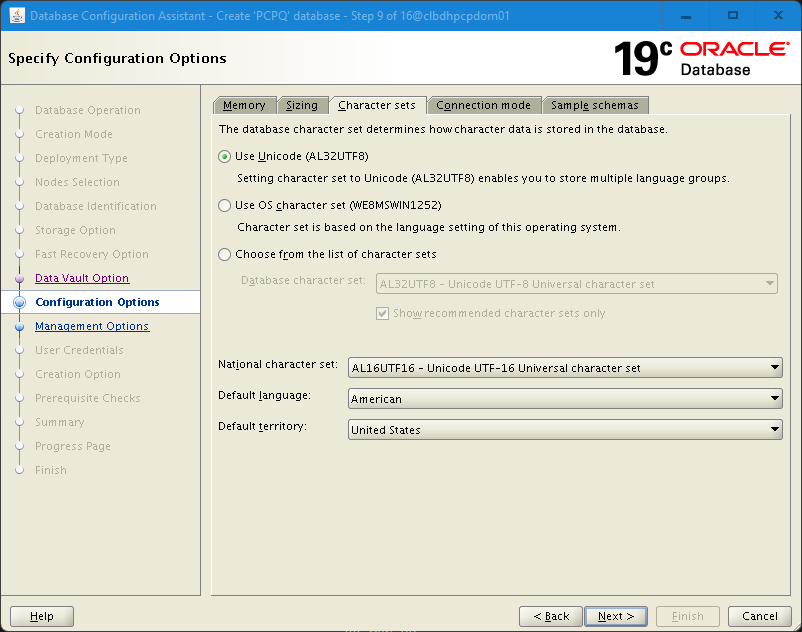 Database Configuration Assistant - Create 'PCPQ' database - Step 9 of 16@clbdhpcpdom01
Specify Configuration Options
19c ORACLE
Database
Database Operation
Creation Mode
Deployment Type
Nodes Selection
Database Identification
Storage Option
Fast Recovery Option
Data Vault Option
Configuration Options
Management Options
User Credentials
Creation Option
Prerequisite Checks
Summary
Progress Page
Finish
Memory Sizing Character sets Connection mode Sample schemas
The database character set determines how character data is stored in the database.
Use Unicode (AL32UTF8)
Setting character set to Unicode (AL32UTF8) enables you to store multiple language groups.
Use OS character set (WE8MSWIN1252)
Character set is based on the language setting of this operating system.
Choose from the list of character sets
Database character set: AL32UTF8 - Unicode UTF-8 Universal character set
Show recommended character sets only
National character set: AL16UTF16 - Unicode UTF-16 Universal character set
Default language: American
Default territory: United States
Help < Back Next > Finish Cancel